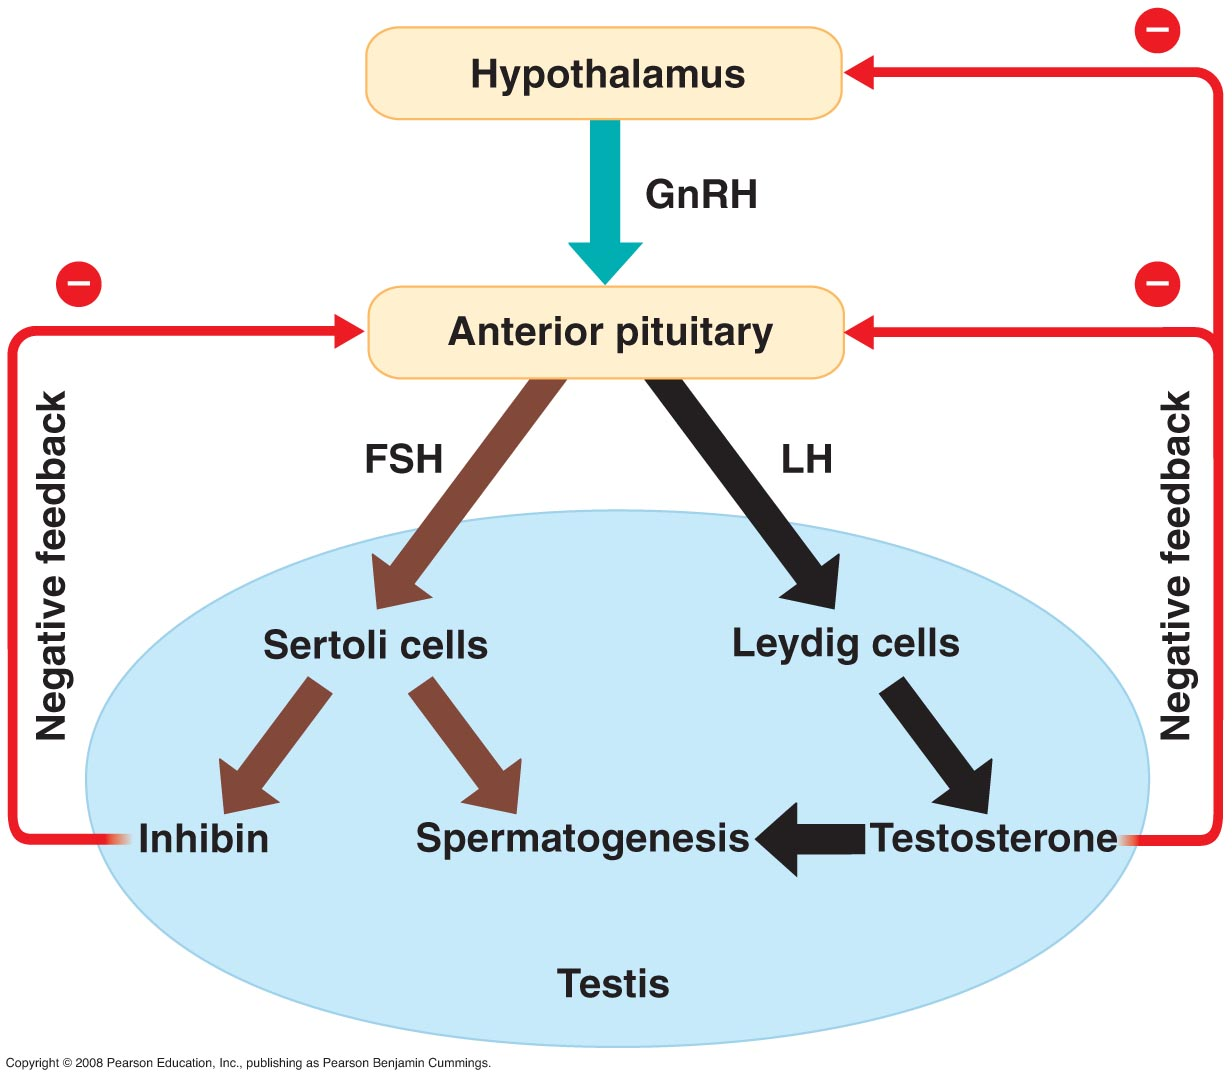 Hypothalamus
GnRH
Anterior pituitary
Negative feedback
FSH
LH
Negative feedback
Sertoli cells
Leydig cells
Inhibin
Spermatogenesis
Testosterone
Testis
Copyright © 2008 Pearson Education, Inc., publishing as Pearson Benjamin Cummings.